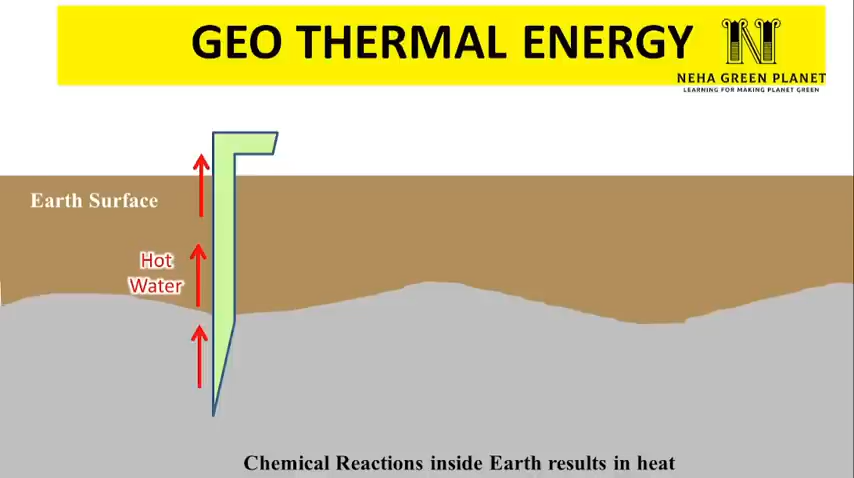 GEO THERMAL ENERGY
NEHA GREEN PLANET
LEARNING FOR MAKING PLANET GREEN
Earth Surface
Hot
Water
Chemical Reactions inside Earth results in heat